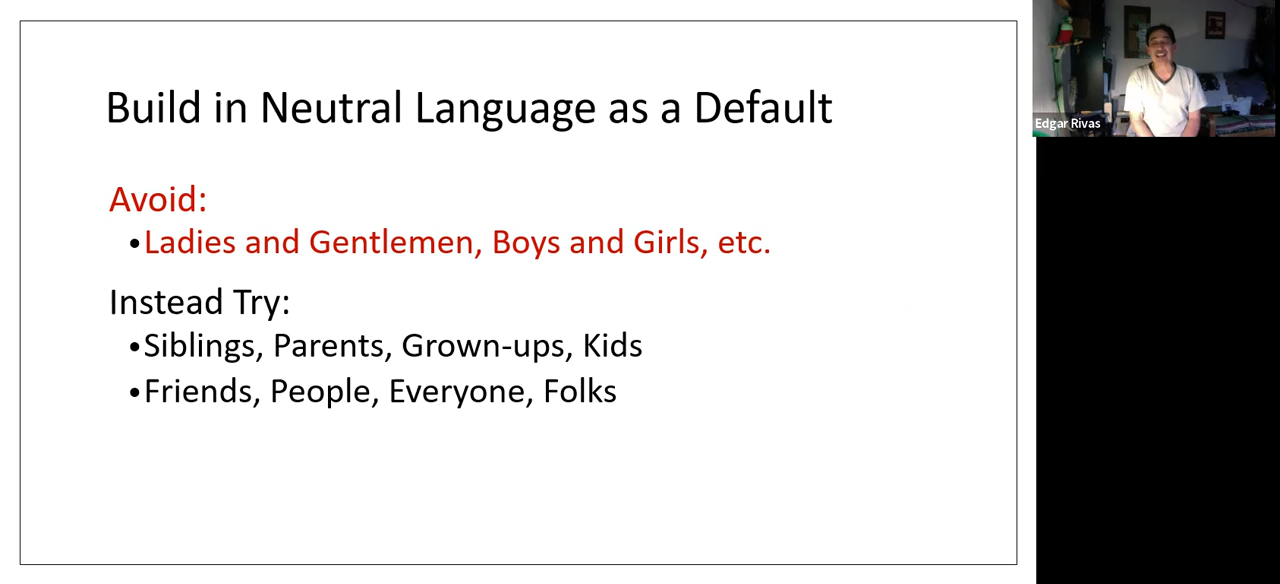 Build in Neutral Language as a Default
Avoid:
•Ladies and Gentlemen, Boys and Girls, etc.
Instead Try:
•Siblings, Parents, Grown-ups, Kids
•Friends, People, Everyone, Folks
Edgar Rivas